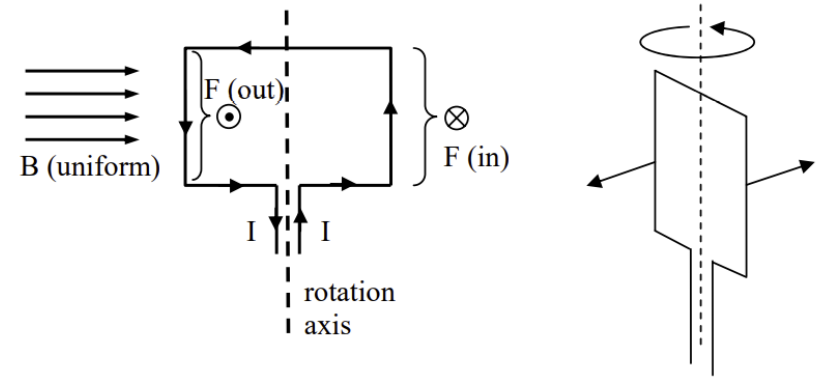 F (out)
B (uniform)
F (in)
I I
rotation
axis